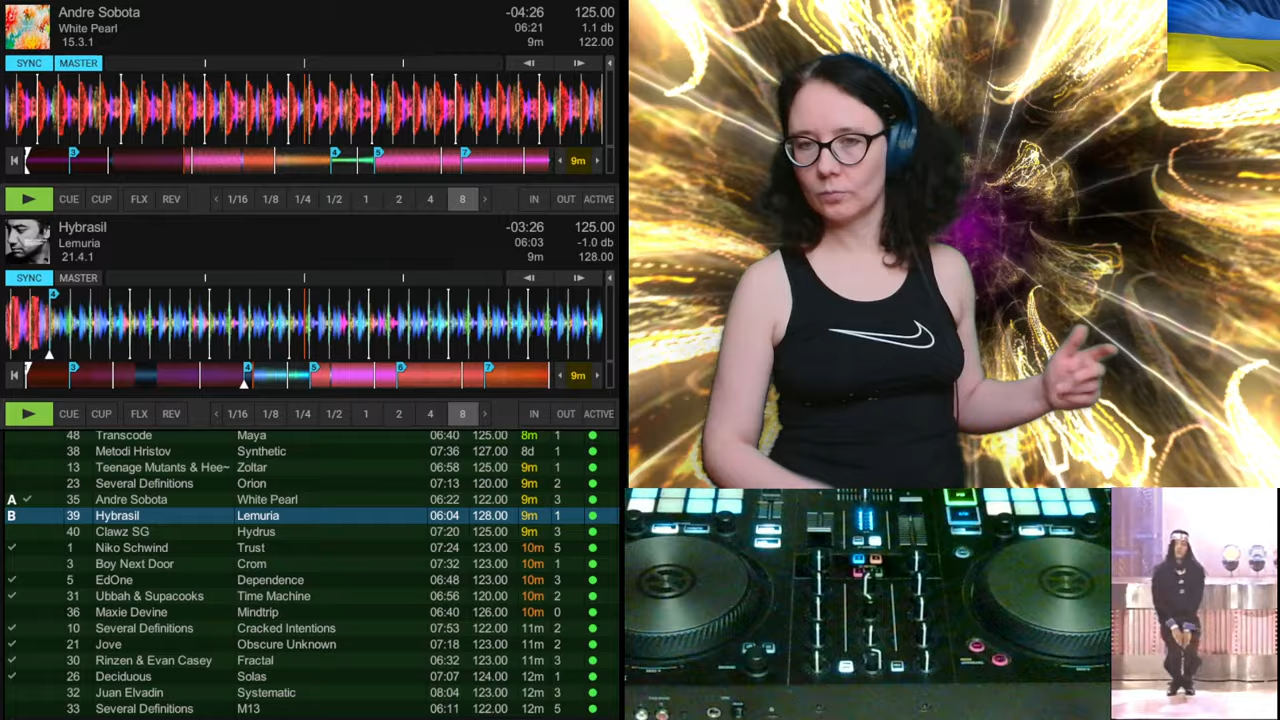 Andre Sobota -04:26 125.00
White Pearl 06:21 1.1 db
15.3.1 9m 122.00
SYNC MASTER
3 4 5 7 9m
CUE CUP FLX REV 1/16 1/8 1/4 1/2 1 2 4 8 IN OUT ACTIVE
Hybrasil -03:26 125.00
Lemuria 06:03 -1.0 db
21.4.1 9m 128.00
SYNC MASTER
4
3 4 5 6 7 9m
CUE CUP FLX REV 1/16 1/8 1/4 1/2 1 2 4 8 IN OUT ACTIVE
48 Transcode Maya 06:40 125.00 8m 1
38 Metodi Hristov Synthetic 07:36 127.00 8d 1
13 Teenage Mutants & Hee~ Zoltar 06:58 125.00 9m 1
23 Several Definitions Orion 07:13 120.00 9m 2
A 35 Andre Sobota White Pearl 06:22 122.00 9m 3
B 39 Hybrasil Lemuria 06:04 128.00 9m 1
40 Clawz SG Hydrus 07:20 125.00 9m 3
1 Niko Schwind Trust 07:24 123.00 10m 5
3 Boy Next Door Crom 07:32 123.00 10m 1
5 EdOne Dependence 06:48 123.00 10m 3
31 Ubbah & Supacooks Time Machine 06:56 120.00 10m 2
36 Maxie Devine Mindtrip 06:40 126.00 10m 0
10 Several Definitions Cracked Intentions 07:53 122.00 11m 2
21 Jove Obscure Unknown 07:18 123.00 11m 2
30 Rinzen & Evan Casey Fractal 06:32 123.00 11m 3
26 Deciduous Solas 07:07 124.00 12m 1
32 Juan Elvadin Systematic 08:04 123.00 12m 3
33 Several Definitions M13 06:11 122.00 12m 5